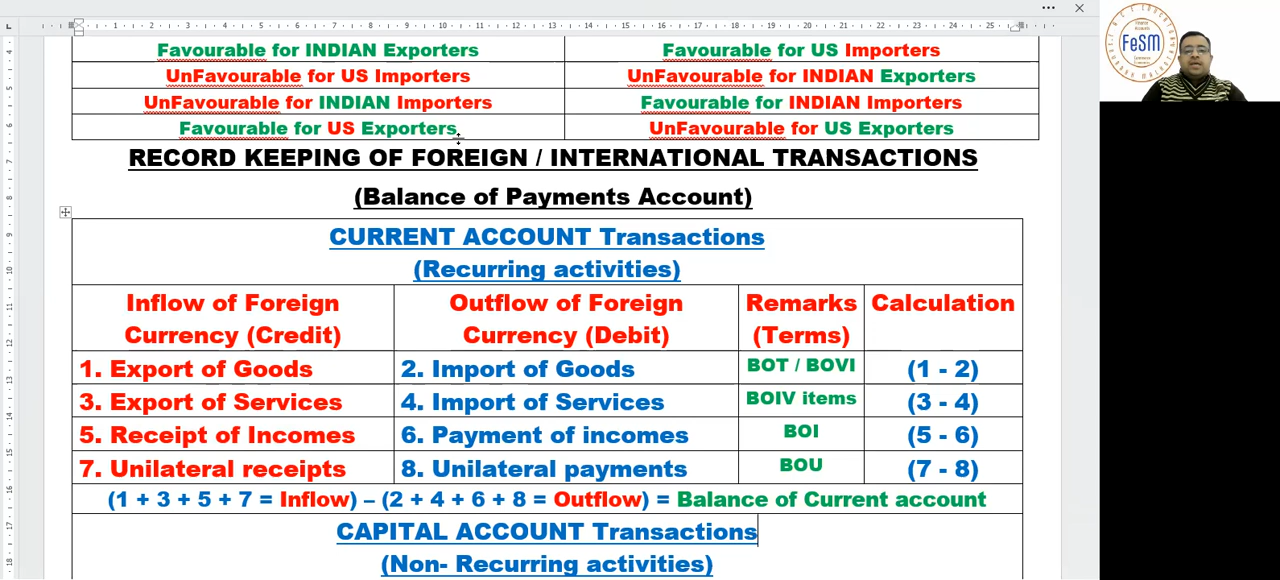 Favourable for INDIAN Exporters
Favourable for US Importers
UnFavourable for US Importers
UnFavourable for INDIAN Exporters
UnFavourable for INDIAN Importers
Favourable for INDIAN Importers
Favourable for US Exporters
UnFavourable for US Exporters
RECORD KEEPING OF FOREIGN / INTERNATIONAL TRANSACTIONS
(Balance of Payments Account)
CURRENT ACCOUNT Transactions
(Recurring activities)
Inflow of Foreign Currency (Credit)
Outflow of Foreign Currency (Debit)
Remarks (Terms)
Calculation
1. Export of Goods
2. Import of Goods
BOT / BOVI
(1 - 2)
3. Export of Services
4. Import of Services
BOIV items
(3 - 4)
5. Receipt of Incomes
6. Payment of incomes
BOI
(5 - 6)
7. Unilateral receipts
8. Unilateral payments
BOU
(7 - 8)
(1 + 3 + 5 + 7 = Inflow) – (2 + 4 + 6 + 8 = Outflow) = Balance of Current account
CAPITAL ACCOUNT Transactions
(Non- Recurring activities)
FeSM